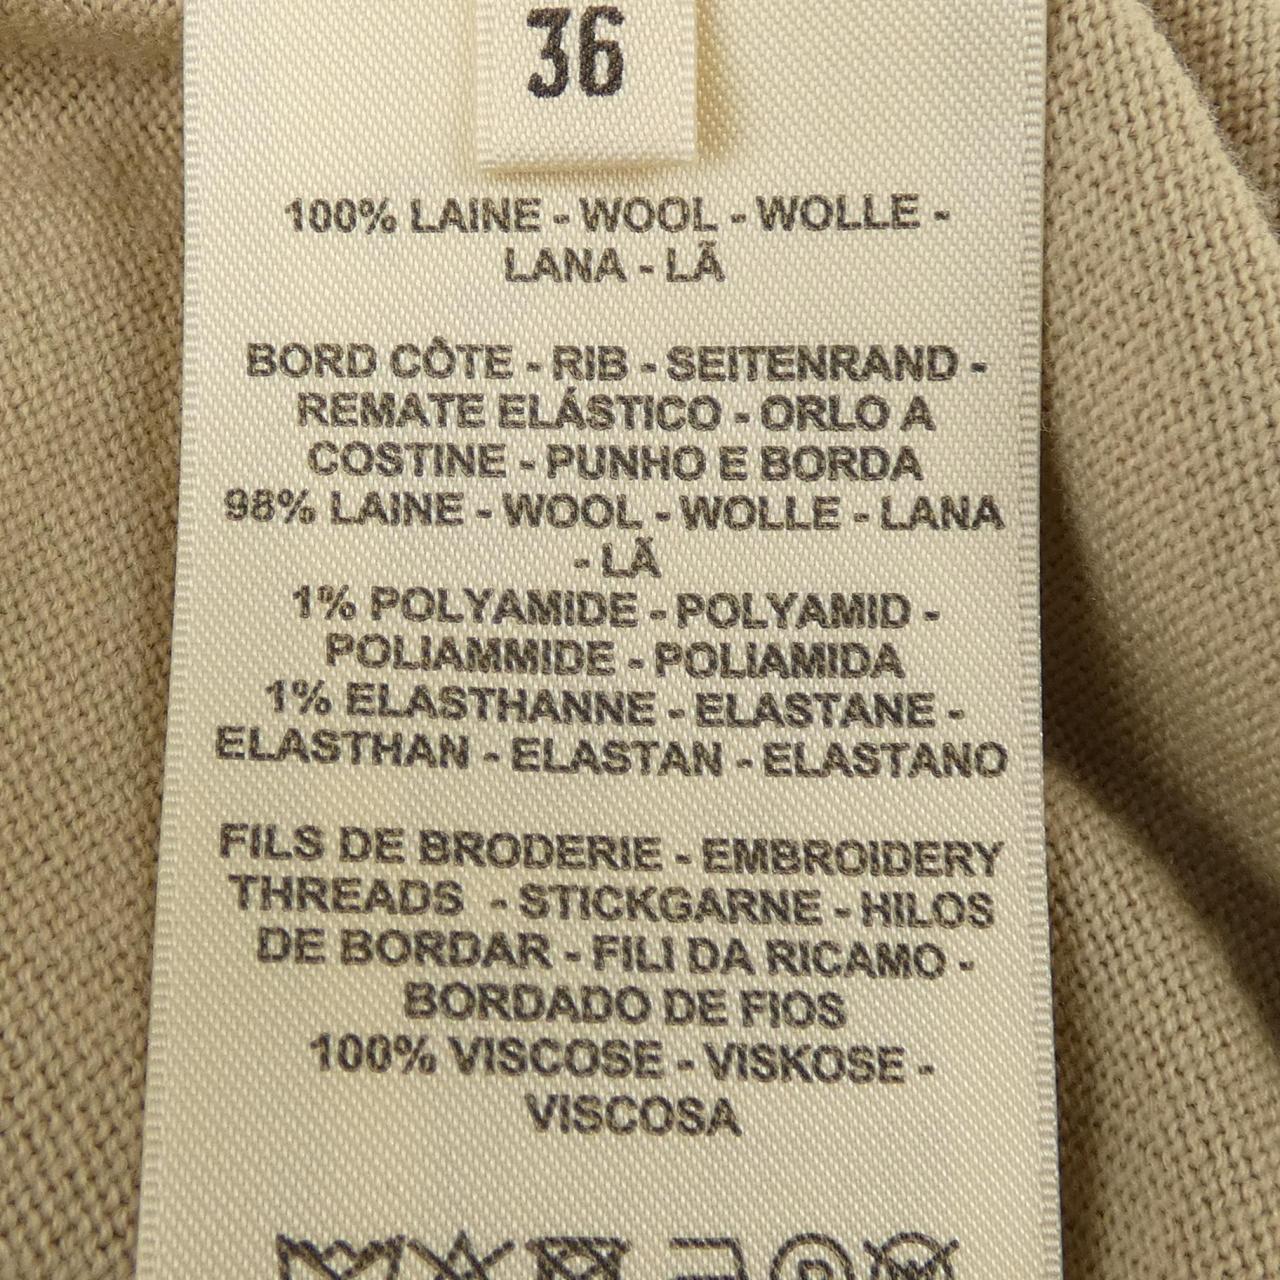 36
100% LAINE - WOOL - WOLLE -
LANA - LÃ
BORD CÔTE - RIB - SEITENRAND -
REMATE ELÁSTICO - ORLO A
COSTINE - PUNHO E BORDA
98% LAINE - WOOL - WOLLE - LANA
- LÃ
1% POLYAMIDE - POLYAMID -
POLIAMMIDE - POLIAMIDA
1% ELASTHANNE - ELASTANE -
ELASTHAN - ELASTAN - ELASTANO
FILS DE BRODERIE - EMBROIDERY
THREADS - STICKGARNE - HILOS
DE BORDAR - FILI DA RICAMO -
BORDADO DE FIOS
100% VISCOSE - VISKOSE -
VISCOSA